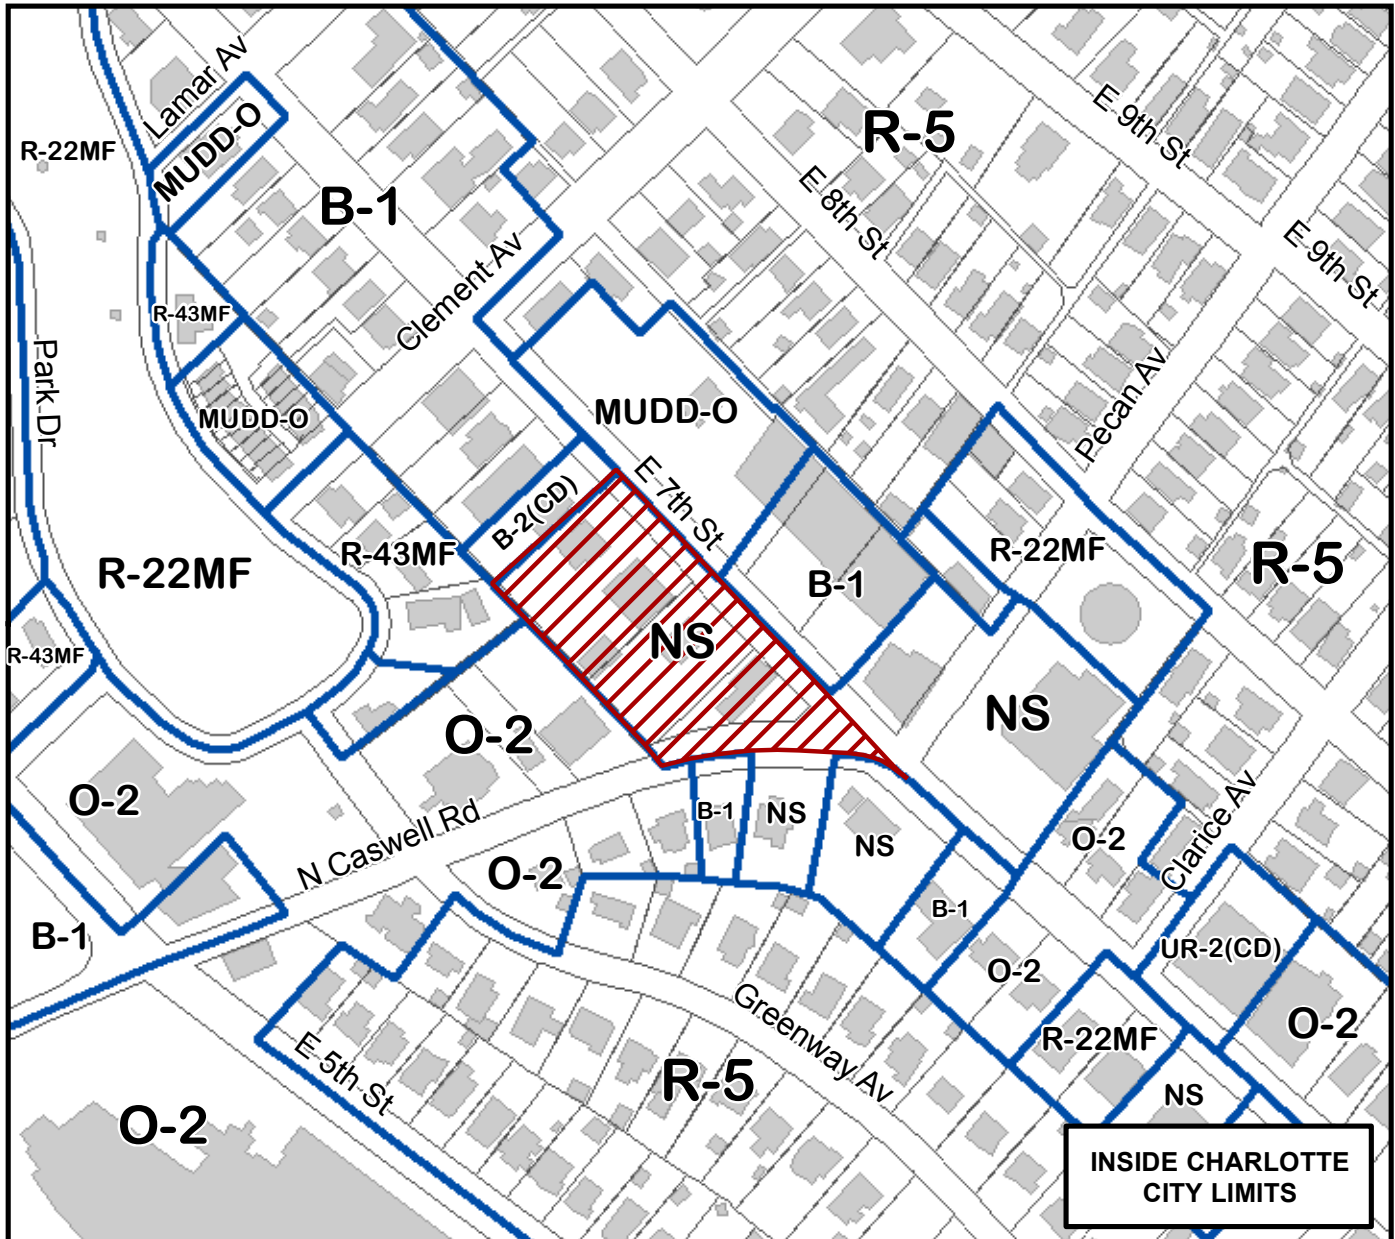 Lamar Av
R-22MF
MUDD-O
B-1
R-5
E 9th St
E 8th St
E 9th St
Clement Av
R-43MF
Park Dr
MUDD-O
MUDD-O
Pecan Av
E 7th St
B-2(CD)
R-43MF
R-22MF
R-22MF
B-1
R-5
NS
R-43MF
O-2
NS
O-2
B-1
NS
NS
O-2
Clarice Av
N Caswell Rd
O-2
B-1
B-1
UR-2(CD)
O-2
Greenway Av
O-2
R-22MF
E 5th St
R-5
NS
O-2
INSIDE CHARLOTTE
CITY LIMITS